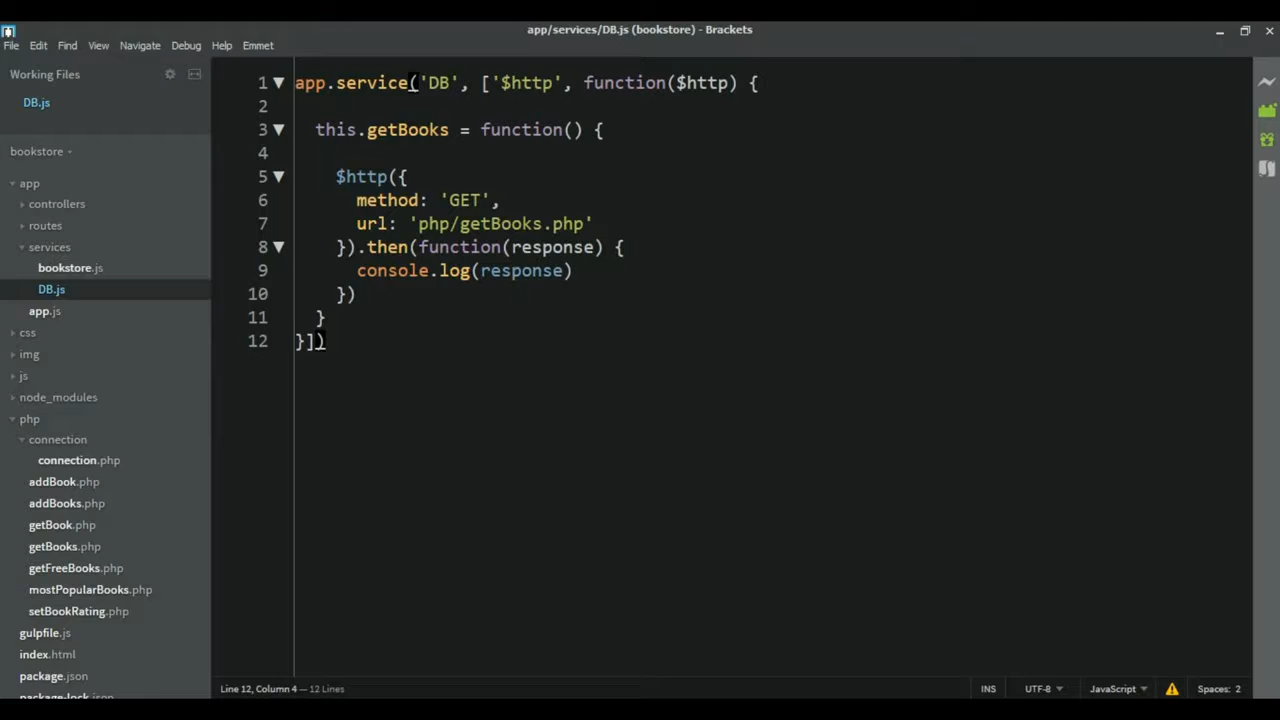 app/services/DB.js (bookstore) - Brackets
File Edit Find View Navigate Debug Help Emmet
Working Files
DB.js
bookstore
app
controllers
routes
services
bookstore.js
DB.js
app.js
css
img
js
node_modules
php
connection
connection.php
addBook.php
addBooks.php
getBook.php
getBooks.php
getFreeBooks.php
mostPopularBooks.php
setBookRating.php
gulpfile.js
index.html
package.json
package-lock.json
1 app.service('DB', ['$http', function($http) {
2
3 this.getBooks = function() {
4
5 $http({
6 method: 'GET',
7 url: 'php/getBooks.php'
8 }).then(function(response) {
9 console.log(response)
10 })
11 }
12 }])
Line 12, Column 4 — 12 Lines
INS UTF-8 JavaScript Spaces: 2